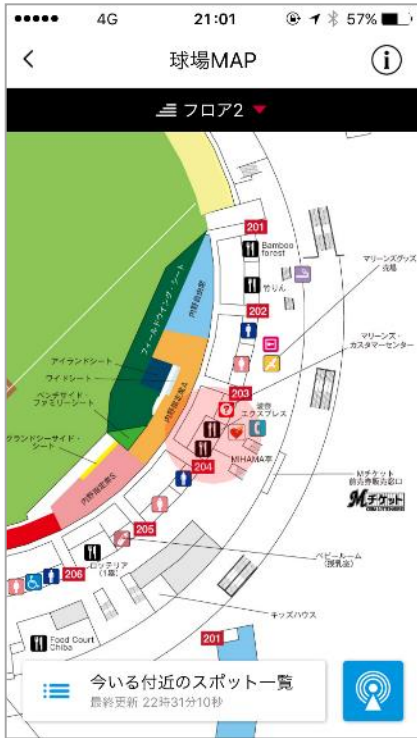 4G 21:01 57%
球場MAP
フロア2
201
Bamboo
forest
竹りん
マリーンズグッズ
売場
202
マリーンズ・
カスタマーセンター
203
エクスプレス
MIHAMA亭
204
フィールドウイング・シート
内野自由席
アイランドシート
ワイドシート
ベンチサイド・
ファミリーシート
内野指定席A
グランドシーサイド・
シート
内野指定席S
Mチケット
前売券販売窓口
Mチケット
205
ロッテリア
(1塁)
ベビールーム
(授乳室)
206
キッズハウス
Food Court
Chiba
201
今いる付近のスポット一覧
最終更新 22時31分10秒